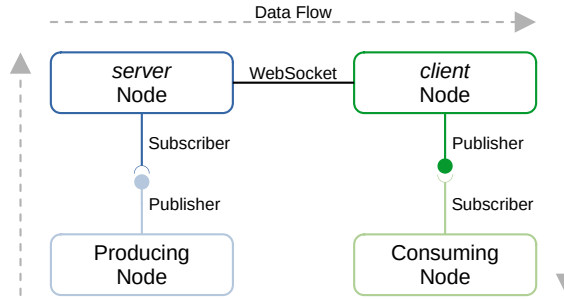 Data Flow
server
Node
WebSocket
client
Node
Subscriber
Publisher
Publisher
Subscriber
Producing
Node
Consuming
Node